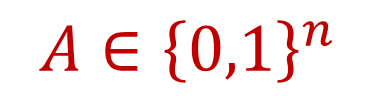 A ∈ {0,1}ⁿ